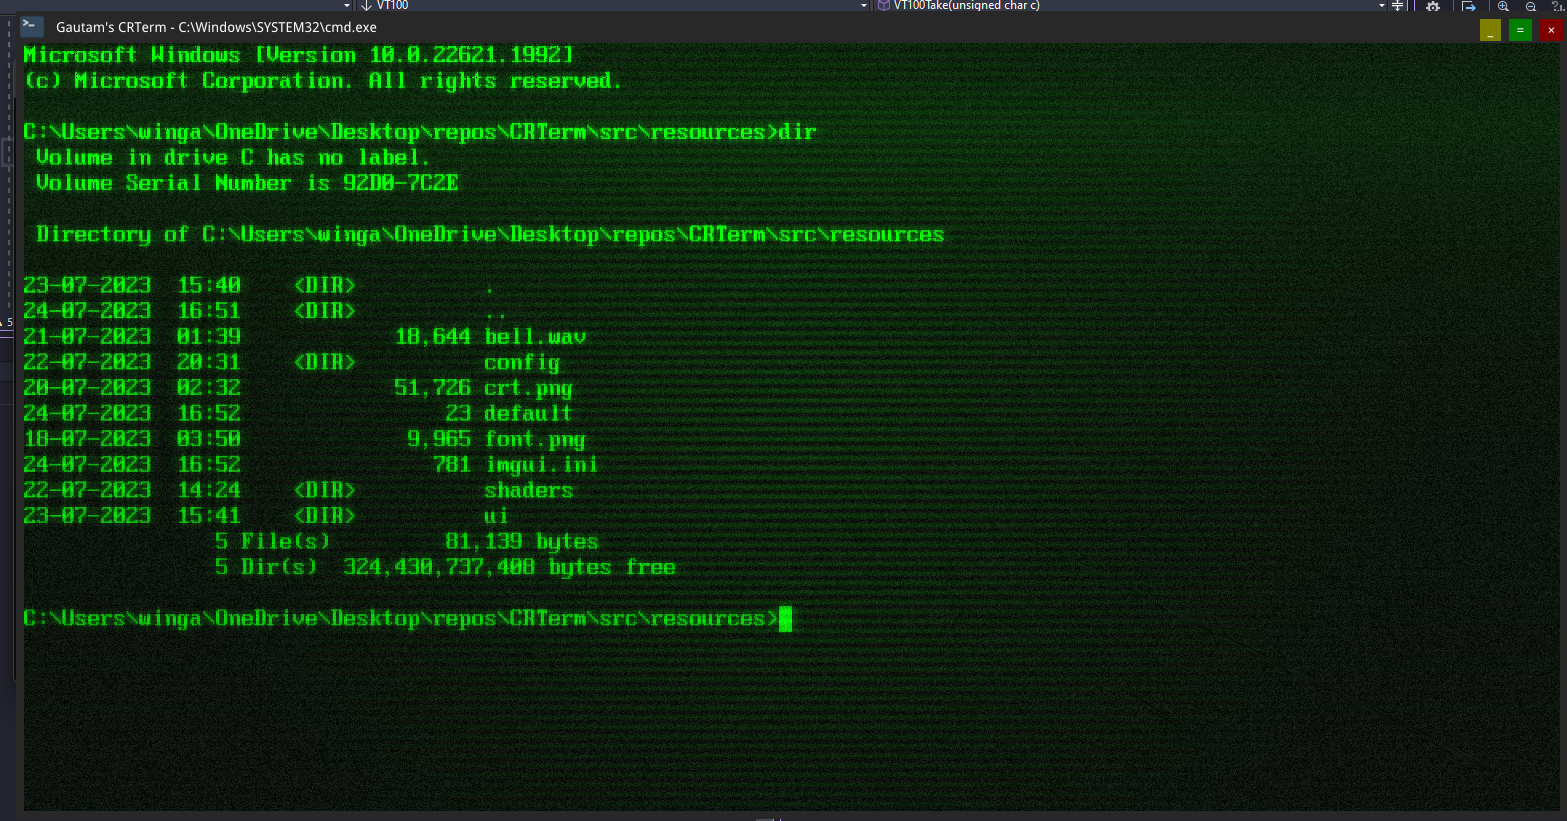 VT100 VT100Take(unsigned char c)
Gautam's CRTerm - C:\Windows\SYSTEM32\cmd.exe
Microsoft Windows [Version 10.0.22621.1992]
(c) Microsoft Corporation. All rights reserved.
C:\Users\winga\OneDrive\Desktop\repos\CRTerm\src\resources>dir
Volume in drive C has no label.
Volume Serial Number is 92D0-7C2E
Directory of C:\Users\winga\OneDrive\Desktop\repos\CRTerm\src\resources
23-07-2023  15:40    <DIR>          .
24-07-2023  16:51    <DIR>          ..
21-07-2023  01:39            18,644 bell.wav
22-07-2023  20:31    <DIR>          config
20-07-2023  02:32            51,726 crt.png
24-07-2023  16:52                23 default
18-07-2023  03:50             9,965 font.png
24-07-2023  16:52               781 imgui.ini
22-07-2023  14:24    <DIR>          shaders
23-07-2023  15:41    <DIR>          ui
5 File(s)         81,139 bytes
5 Dir(s)  324,430,737,408 bytes free
C:\Users\winga\OneDrive\Desktop\repos\CRTerm\src\resources>
5